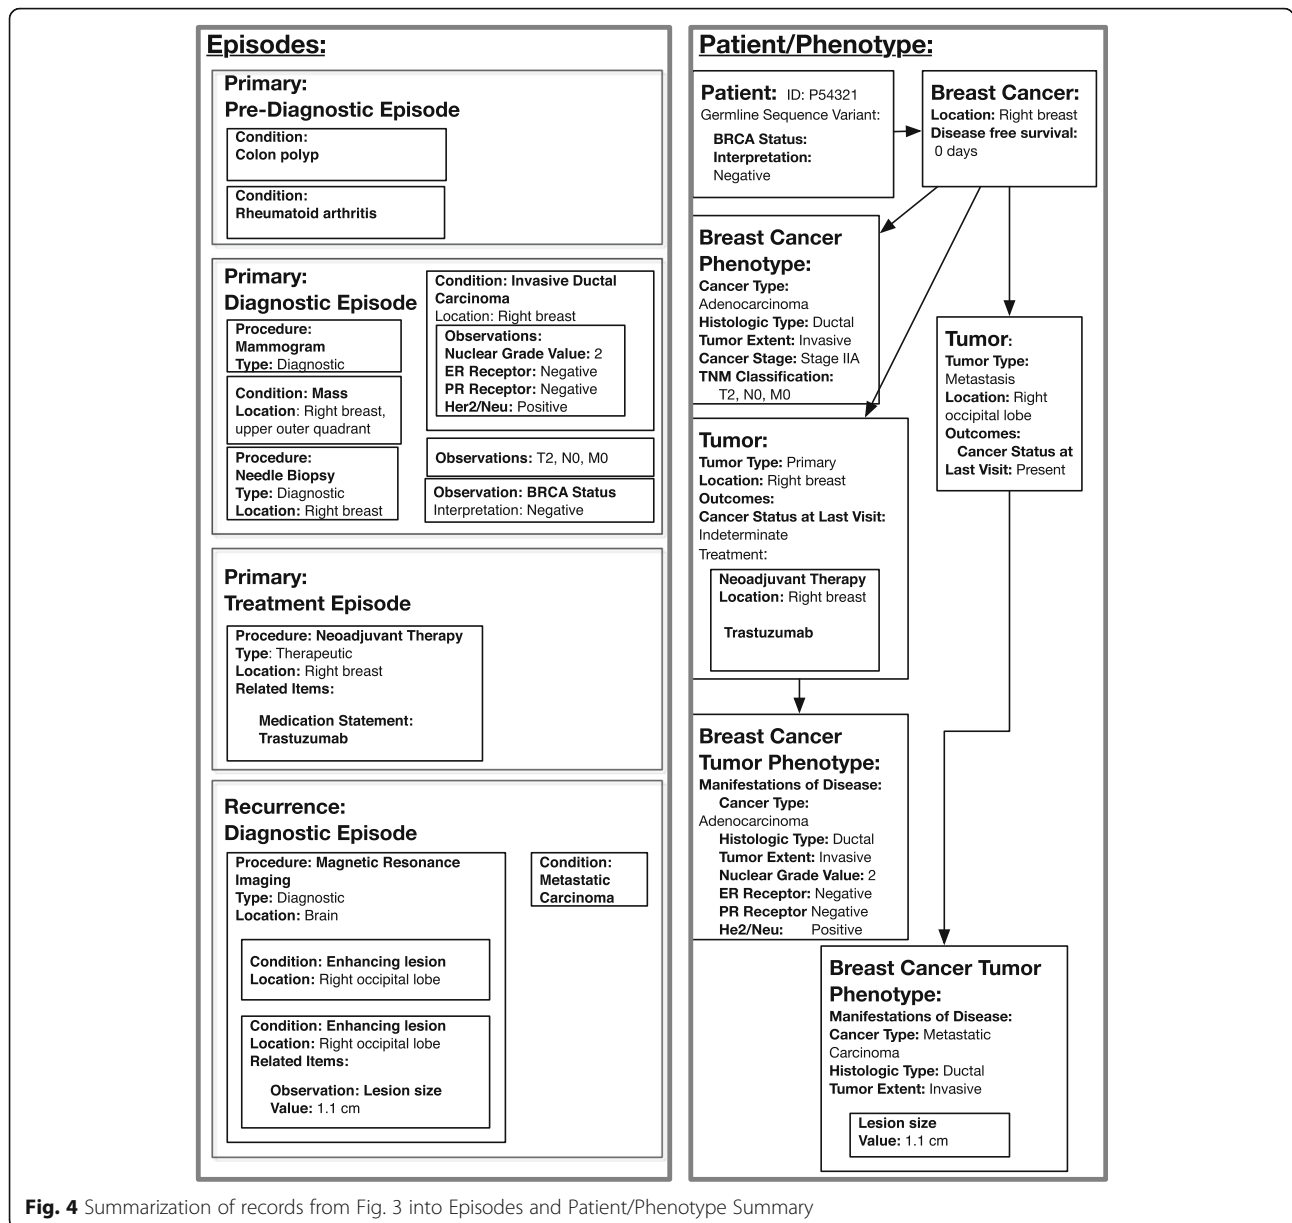 Episodes:
Primary:
Pre-Diagnostic Episode
Condition:
Colon polyp
Condition:
Rheumatoid arthritis
Primary:
Diagnostic Episode
Procedure:
Mammogram
Type: Diagnostic
Condition: Mass
Location: Right breast,
upper outer quadrant
Procedure:
Needle Biopsy
Type: Diagnostic
Location: Right breast
Condition: Invasive Ductal
Carcinoma
Location: Right breast
Observations:
Nuclear Grade Value: 2
ER Receptor: Negative
PR Receptor: Negative
Her2/Neu: Positive
Observations: T2, N0, M0
Observation: BRCA Status
Interpretation: Negative
Primary:
Treatment Episode
Procedure: Neoadjuvant Therapy
Type: Therapeutic
Location: Right breast
Related Items:
Medication Statement:
Trastuzumab
Recurrence:
Diagnostic Episode
Procedure: Magnetic Resonance
Imaging
Type: Diagnostic
Location: Brain
Condition: Enhancing lesion
Location: Right occipital lobe
Condition: Enhancing lesion
Location: Right occipital lobe
Related Items:
Observation: Lesion size
Value: 1.1 cm
Condition:
Metastatic
Carcinoma
Patient/Phenotype:
Patient: ID: P54321
Germline Sequence Variant:
BRCA Status:
Interpretation:
Negative
Breast Cancer:
Location: Right breast
Disease free survival:
0 days
Breast Cancer
Phenotype:
Cancer Type:
Adenocarcinoma
Histologic Type: Ductal
Tumor Extent: Invasive
Cancer Stage: Stage IIA
TNM Classification:
T2, N0, M0
Tumor:
Tumor Type:
Metastasis
Location: Right
occipital lobe
Outcomes:
Cancer Status at
Last Visit: Present
Tumor:
Tumor Type: Primary
Location: Right breast
Outcomes:
Cancer Status at Last Visit:
Indeterminate
Treatment:
Neoadjuvant Therapy
Location: Right breast
Trastuzumab
Breast Cancer
Tumor Phenotype:
Manifestations of Disease:
Cancer Type:
Adenocarcinoma
Histologic Type: Ductal
Tumor Extent: Invasive
Nuclear Grade Value: 2
ER Receptor: Negative
PR Receptor Negative
He2/Neu: Positive
Breast Cancer Tumor
Phenotype:
Manifestations of Disease:
Cancer Type: Metastatic
Carcinoma
Histologic Type: Ductal
Tumor Extent: Invasive
Lesion size
Value: 1.1 cm
Fig. 4 Summarization of records from Fig. 3 into Episodes and Patient/Phenotype Summary